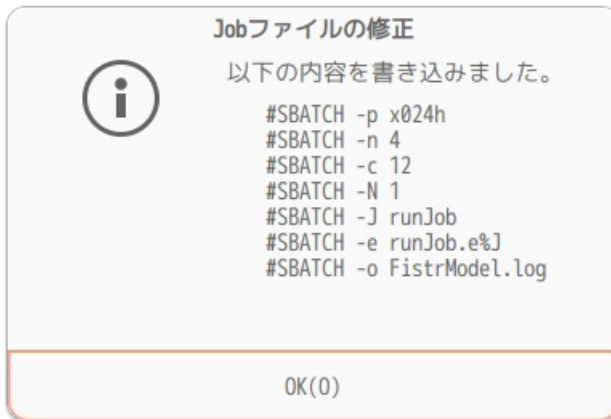 Jobファイルの修正
以下の内容を書き込みました。
#SBATCH -p x024h
#SBATCH -n 4
#SBATCH -c 12
#SBATCH -N 1
#SBATCH -J runJob
#SBATCH -e runJob.e%J
#SBATCH -o FistrModel.log
OK(O)